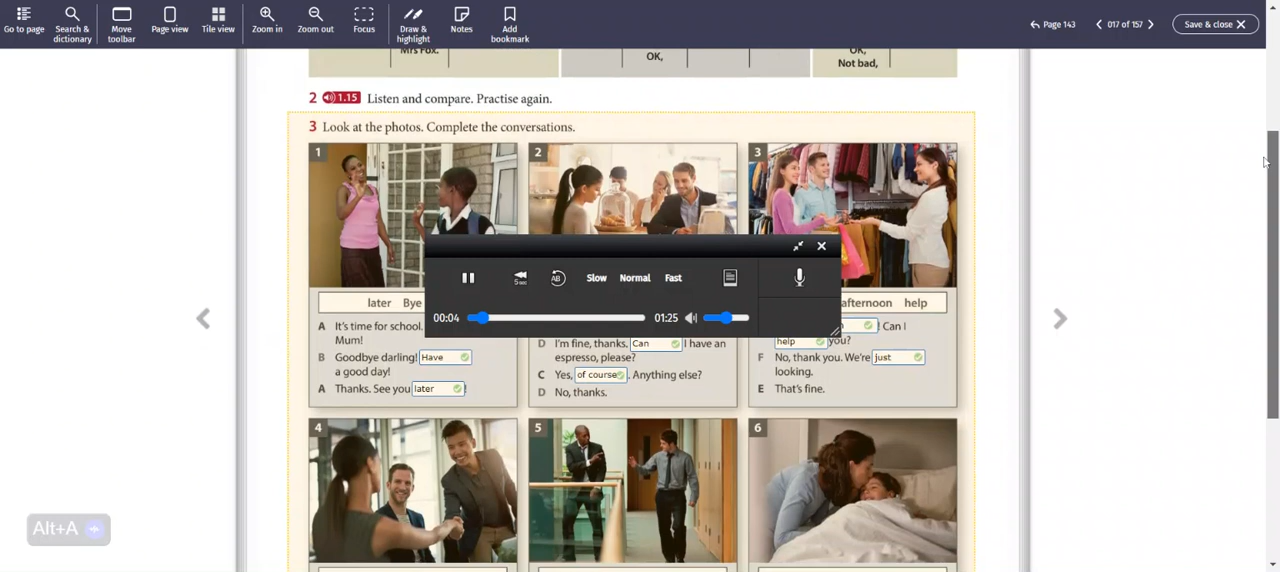 Go to page
Search & dictionary
Move toolbar
Page view
Tile view
Zoom in
Zoom out
Focus
Draw & highlight
Notes
Add bookmark
Page 143
017 of 157
Save & close
Mrs Fox.
OK,
OK,
Not bad,
2 1.15 Listen and compare. Practise again.
3 Look at the photos. Complete the conversations.
1
2
3
AB
5 sec
Slow Normal Fast
00:04
01:25
later Bye
A It's time for school.
Mum!
B Goodbye darling! Have
a good day!
A Thanks. See you later !
D I'm fine, thanks. Can I have an
espresso, please?
C Yes, of course . Anything else?
D No, thanks.
afternoon help
! Can I
help you?
F No, thank you. We're just
looking.
E That's fine.
4
5
6
Alt+A